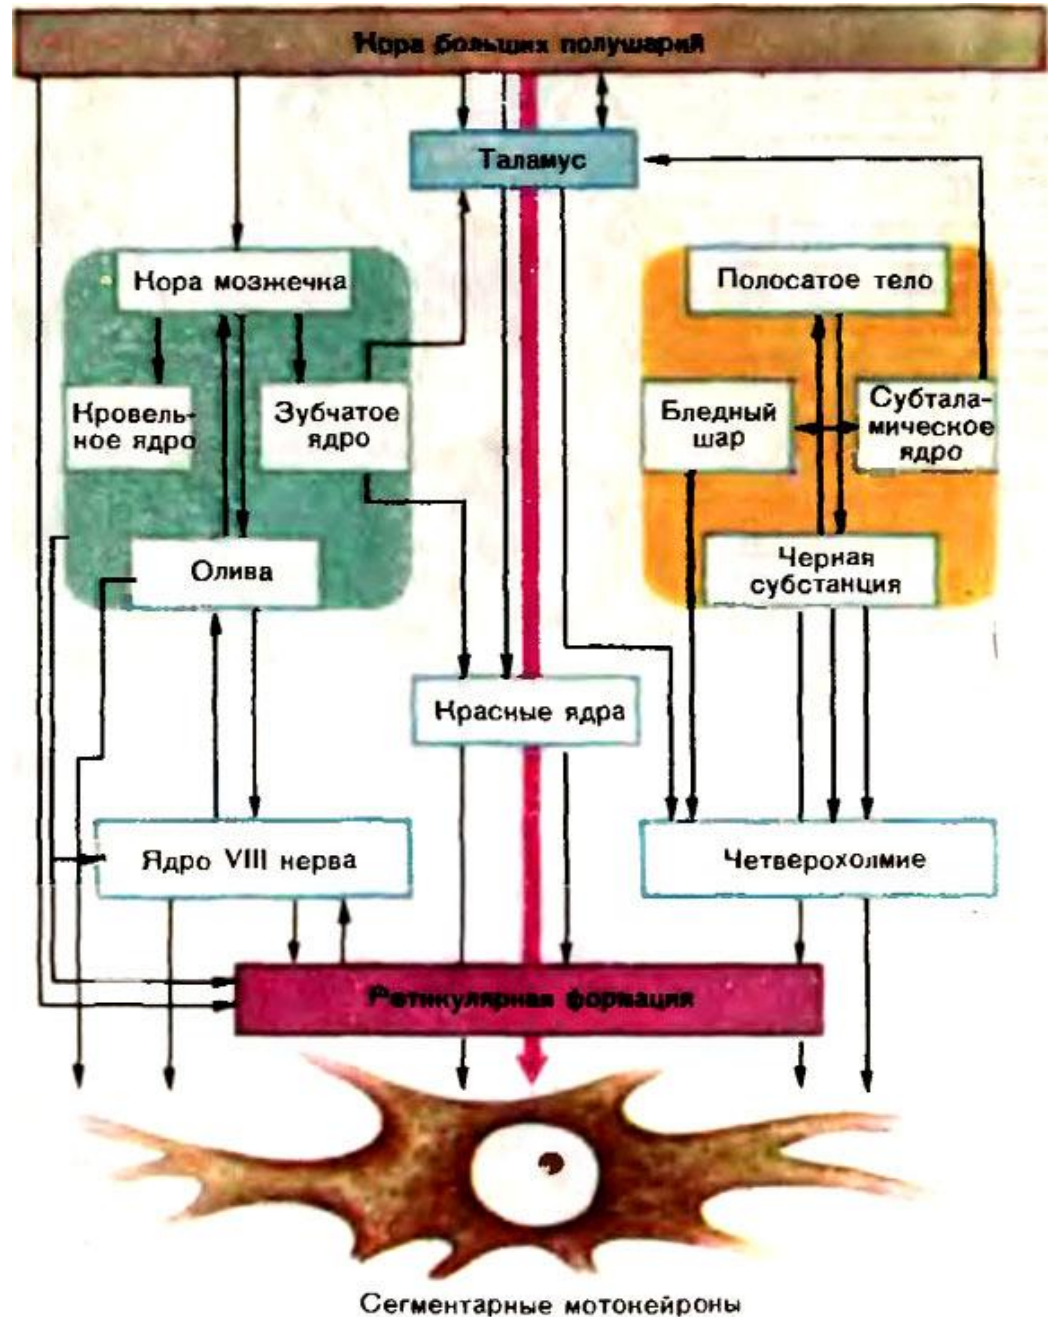 Кора больших полушарий
Таламус
Кора мозжечка
Полосатое тело
Кровель-
ное ядро
Зубчатое
ядро
Бледный
шар
Субтала-
мическое
ядро
Олива
Черная
субстанция
Красные ядра
Ядро VIII нерва
Четверохолмие
Ретикулярная формация
Сегментарные мотонейроны